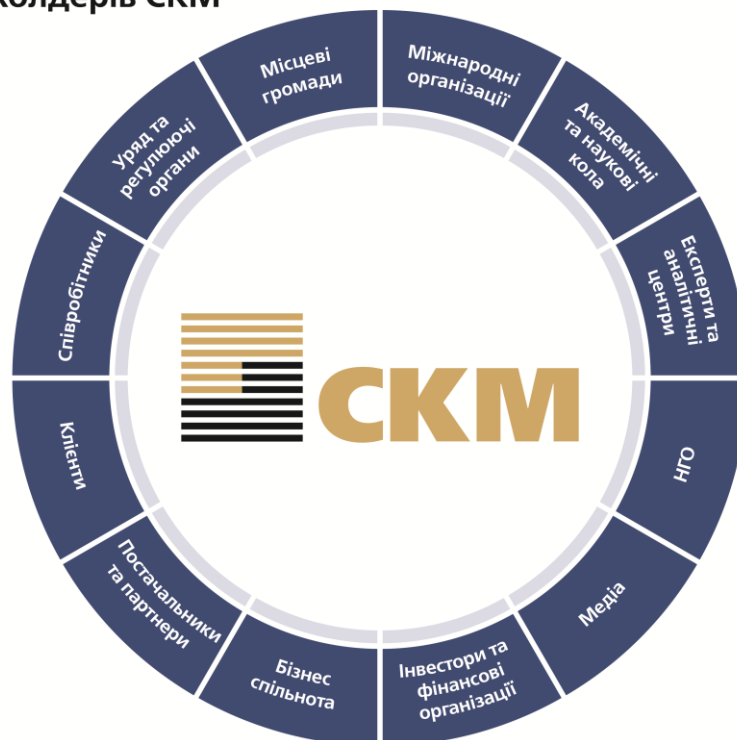 холдерів СКМ
Місцеві
громади
Міжнародні
організації
Академічні
та наукові
кола
Експерти та
аналітичні
центри
НГО
Медіа
Інвестори та
фінансові
організації
Бізнес
спільнота
Постачальники
та партнери
Клієнти
Співробітники
Уряд та
регулюючі
органи
СКМ